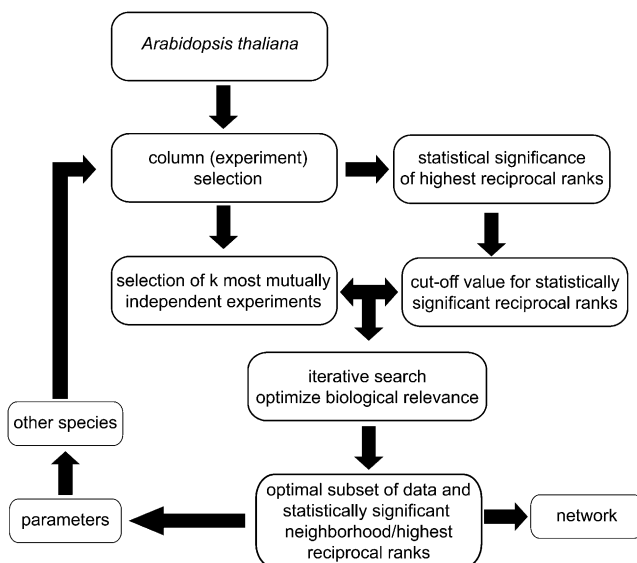 Arabidopsis thaliana
column (experiment)
selection
statistical significance
of highest reciprocal ranks
selection of k most mutually
independent experiments
cut-off value for statistically
significant reciprocal ranks
iterative search
optimize biological relevance
other species
optimal subset of data and
statistically significant
neighborhood/highest
reciprocal ranks
parameters
network